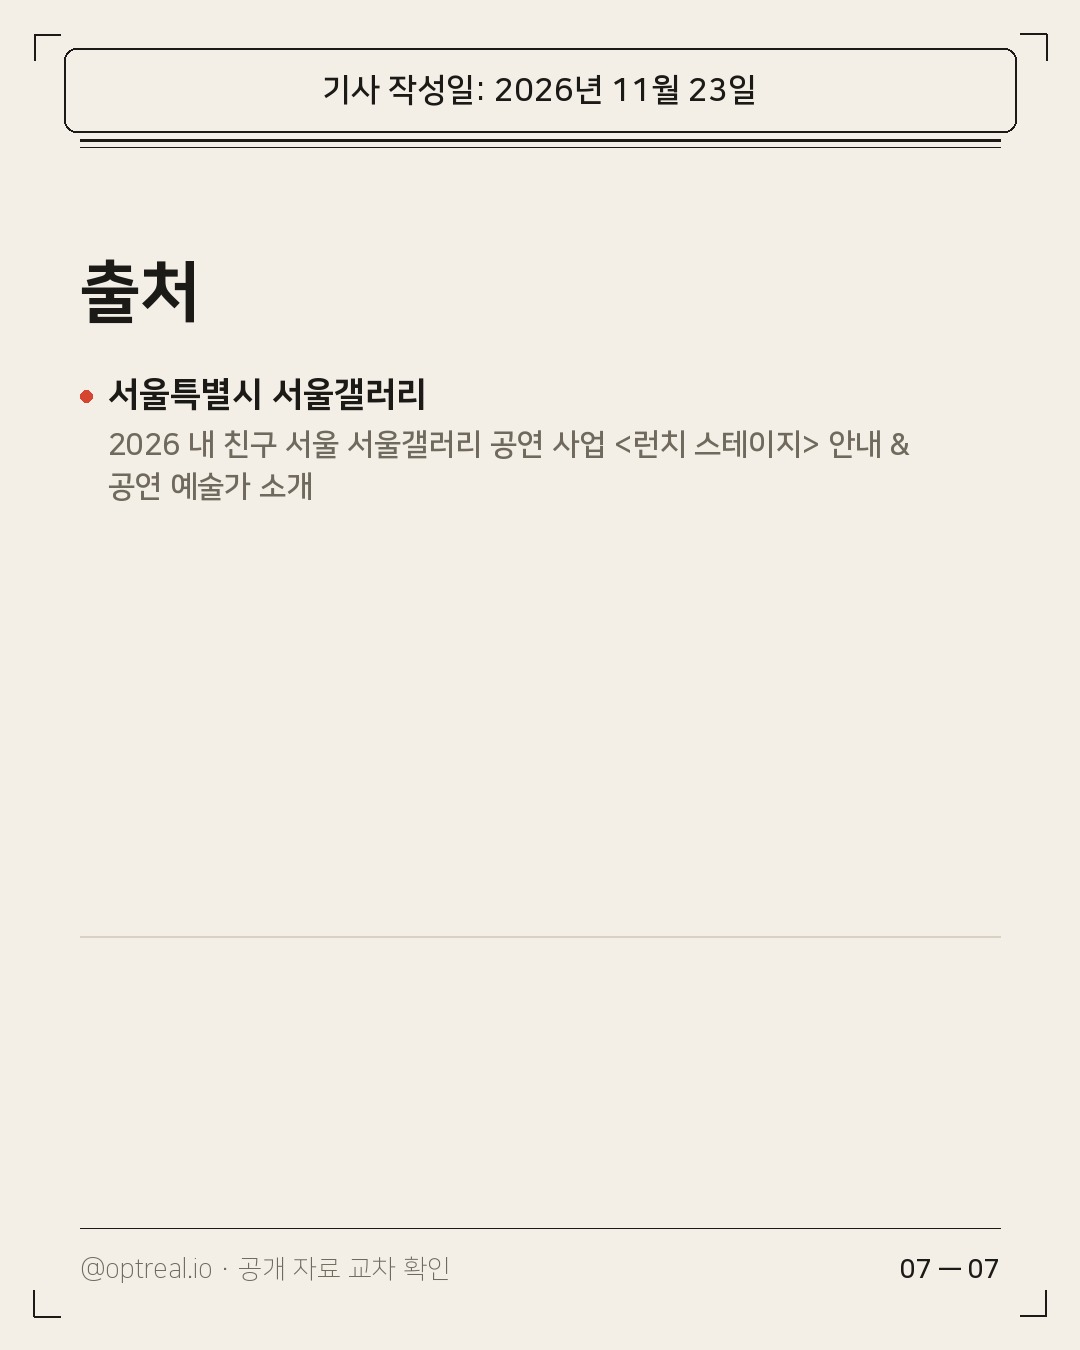 기사 작성일: 2026년 11월 23일
출처
서울특별시 서울갤러리
2026 내 친구 서울 서울갤러리 공연 사업 <런치 스테이지> 안내 &
공연 예술가 소개
@optreal.io · 공개 자료 교차 확인
07 — 07